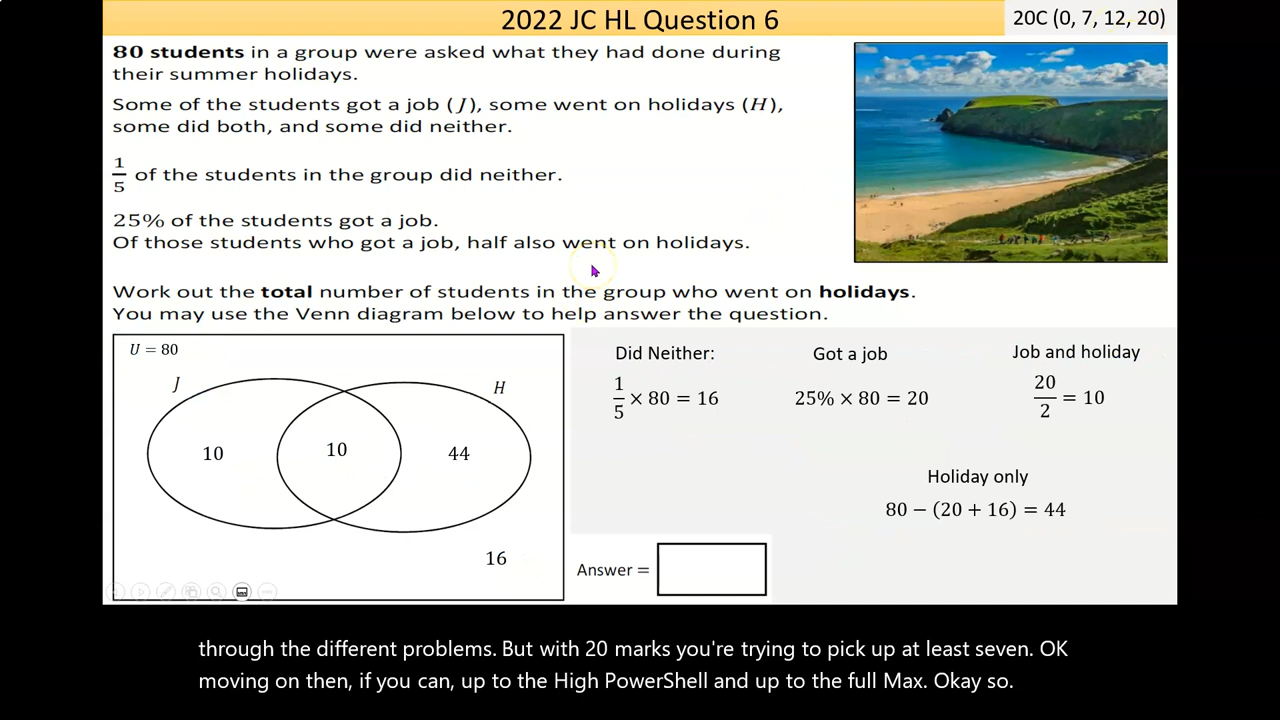 2022 JC HL Question 6
20C (0, 7, 12, 20)
80 students in a group were asked what they had done during
their summer holidays.
Some of the students got a job (J), some went on holidays (H),
some did both, and some did neither.
1/5 of the students in the group did neither.
25% of the students got a job.
Of those students who got a job, half also went on holidays.
Work out the total number of students in the group who went on holidays.
You may use the Venn diagram below to help answer the question.
U = 80
J
H
10
10
44
16
Did Neither:
1/5 × 80 = 16
Got a job
25% × 80 = 20
Job and holiday
20/2 = 10
Holiday only
80 − (20 + 16) = 44
Answer =
through the different problems. But with 20 marks you're trying to pick up at least seven. OK
moving on then, if you can, up to the High PowerShell and up to the full Max. Okay so.